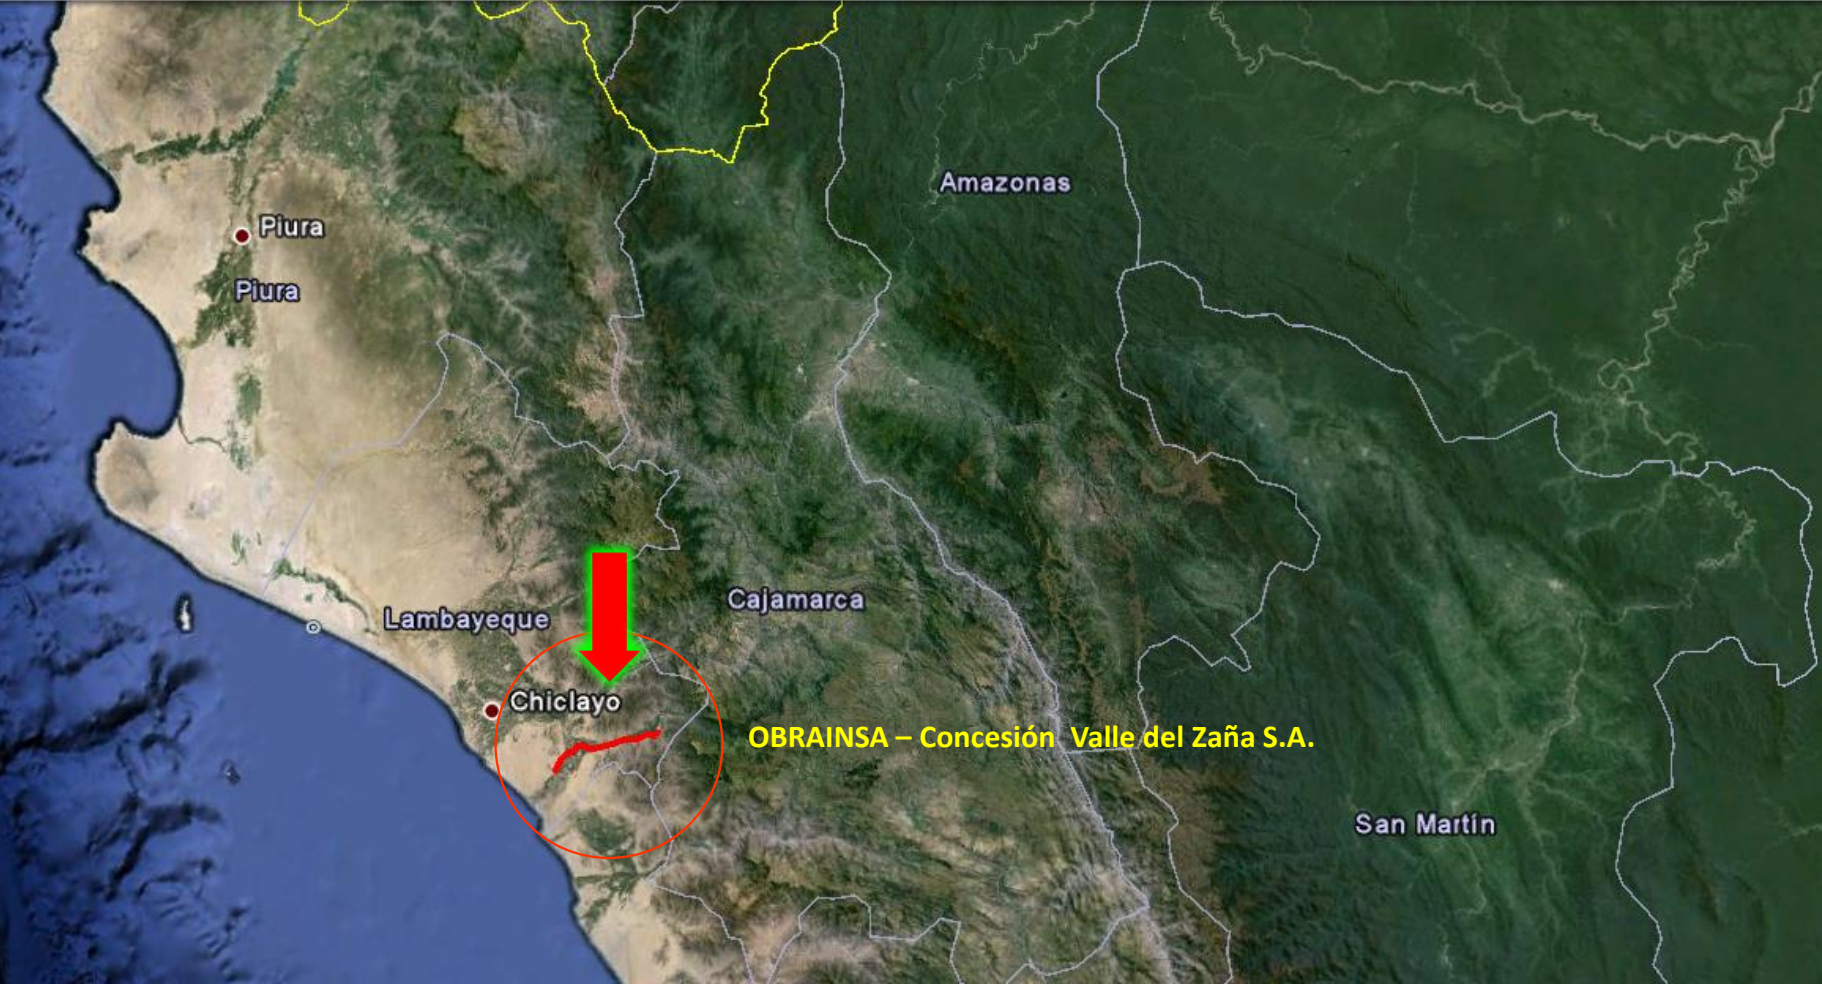 Amazonas
Piura
Piura
Cajamarca
Lambayeque
Chiclayo
OBRAINSA – Concesión Valle del Zaña S.A.
San Martín